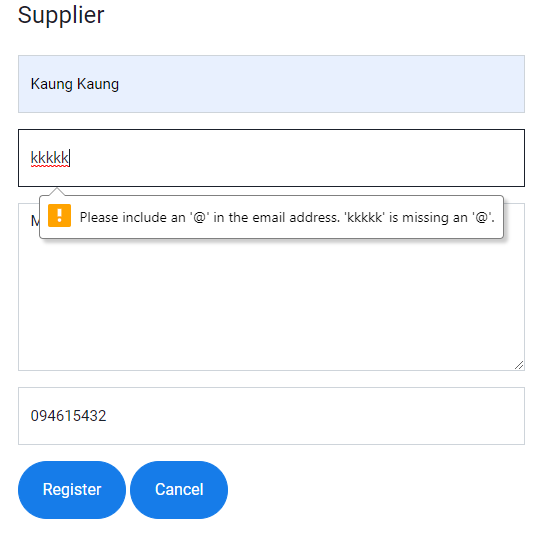 Supplier
Kaung Kaung
kkkkk
Please include an '@' in the email address. 'kkkkk' is missing an '@'.
094615432
Register Cancel